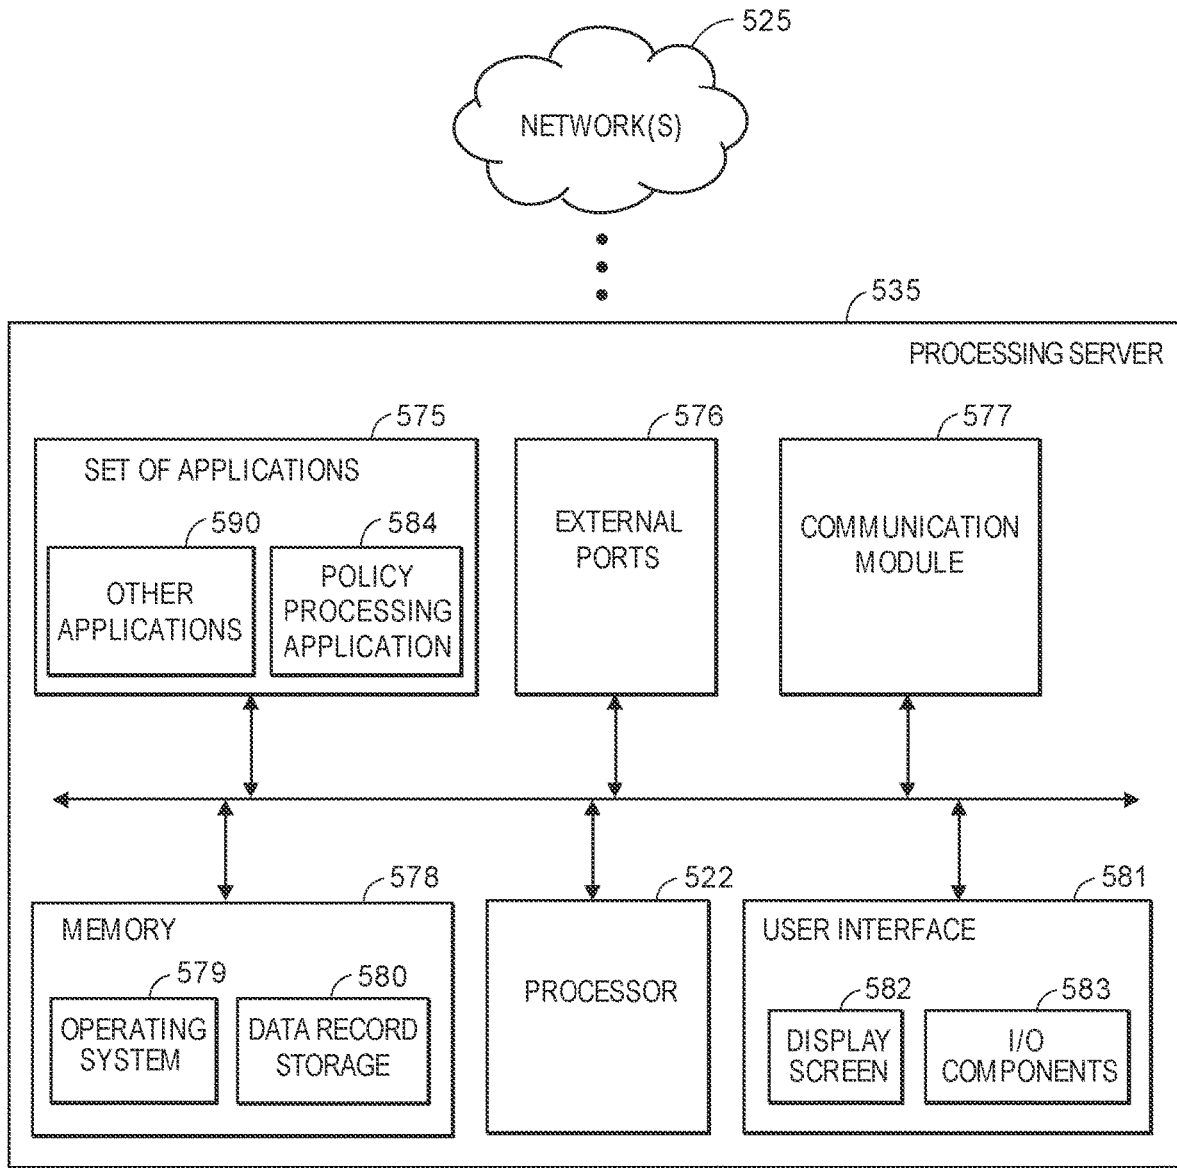 525
NETWORK(S)
535
PROCESSING SERVER
575
576
577
SET OF APPLICATIONS
590
584
OTHER
APPLICATIONS
POLICY
PROCESSING
APPLICATION
EXTERNAL
PORTS
COMMUNICATION
MODULE
578
522
581
MEMORY
579
580
OPERATING
SYSTEM
DATA RECORD
STORAGE
PROCESSOR
USER INTERFACE
582
583
DISPLAY
SCREEN
I/O
COMPONENTS